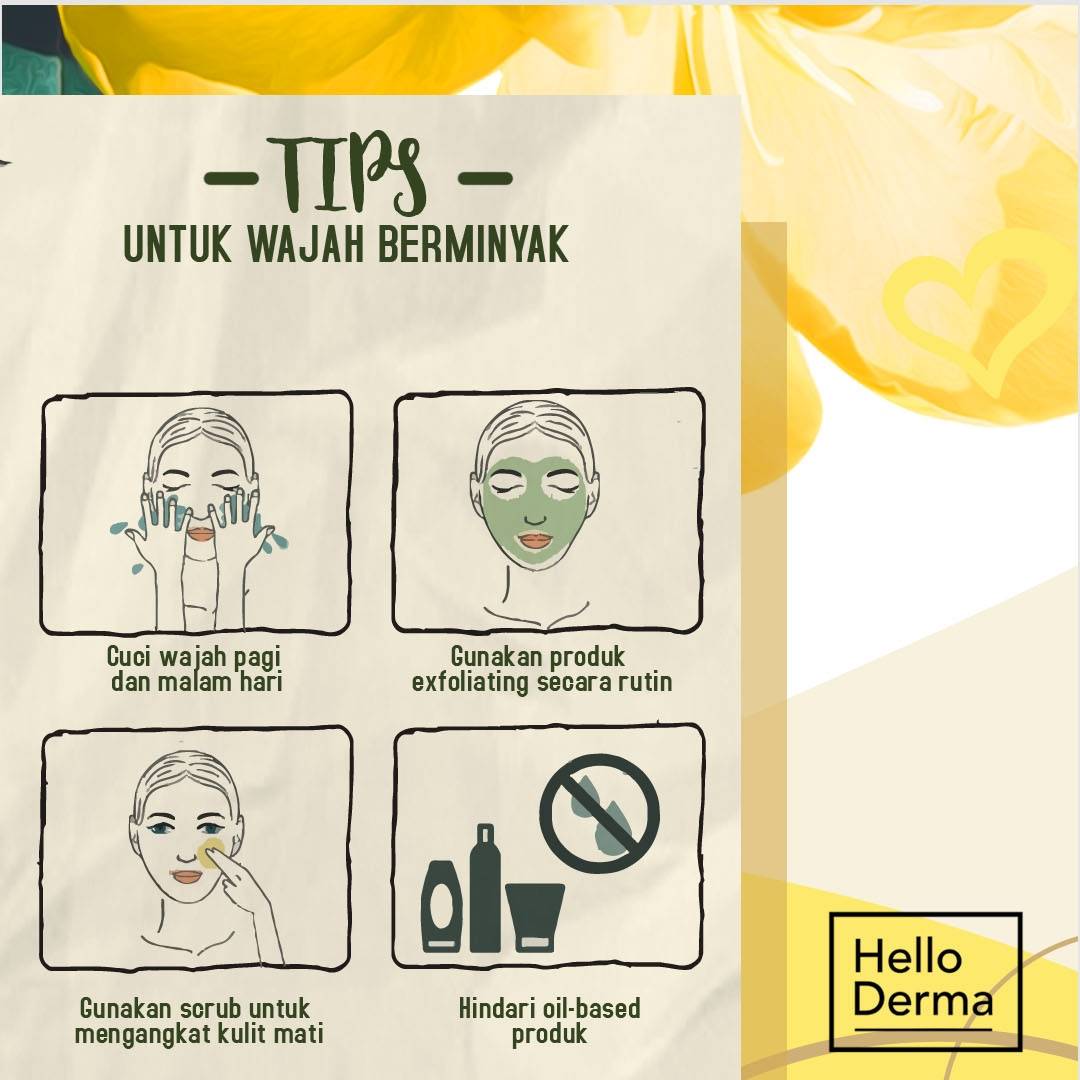 TIPS
UNTUK WAJAH BERMINYAK
Cuci wajah pagi
dan malam hari
Gunakan produk
exfoliating secara rutin
Gunakan scrub untuk
mengangkat kulit mati
Hindari oil-based
produk
Hello
Derma